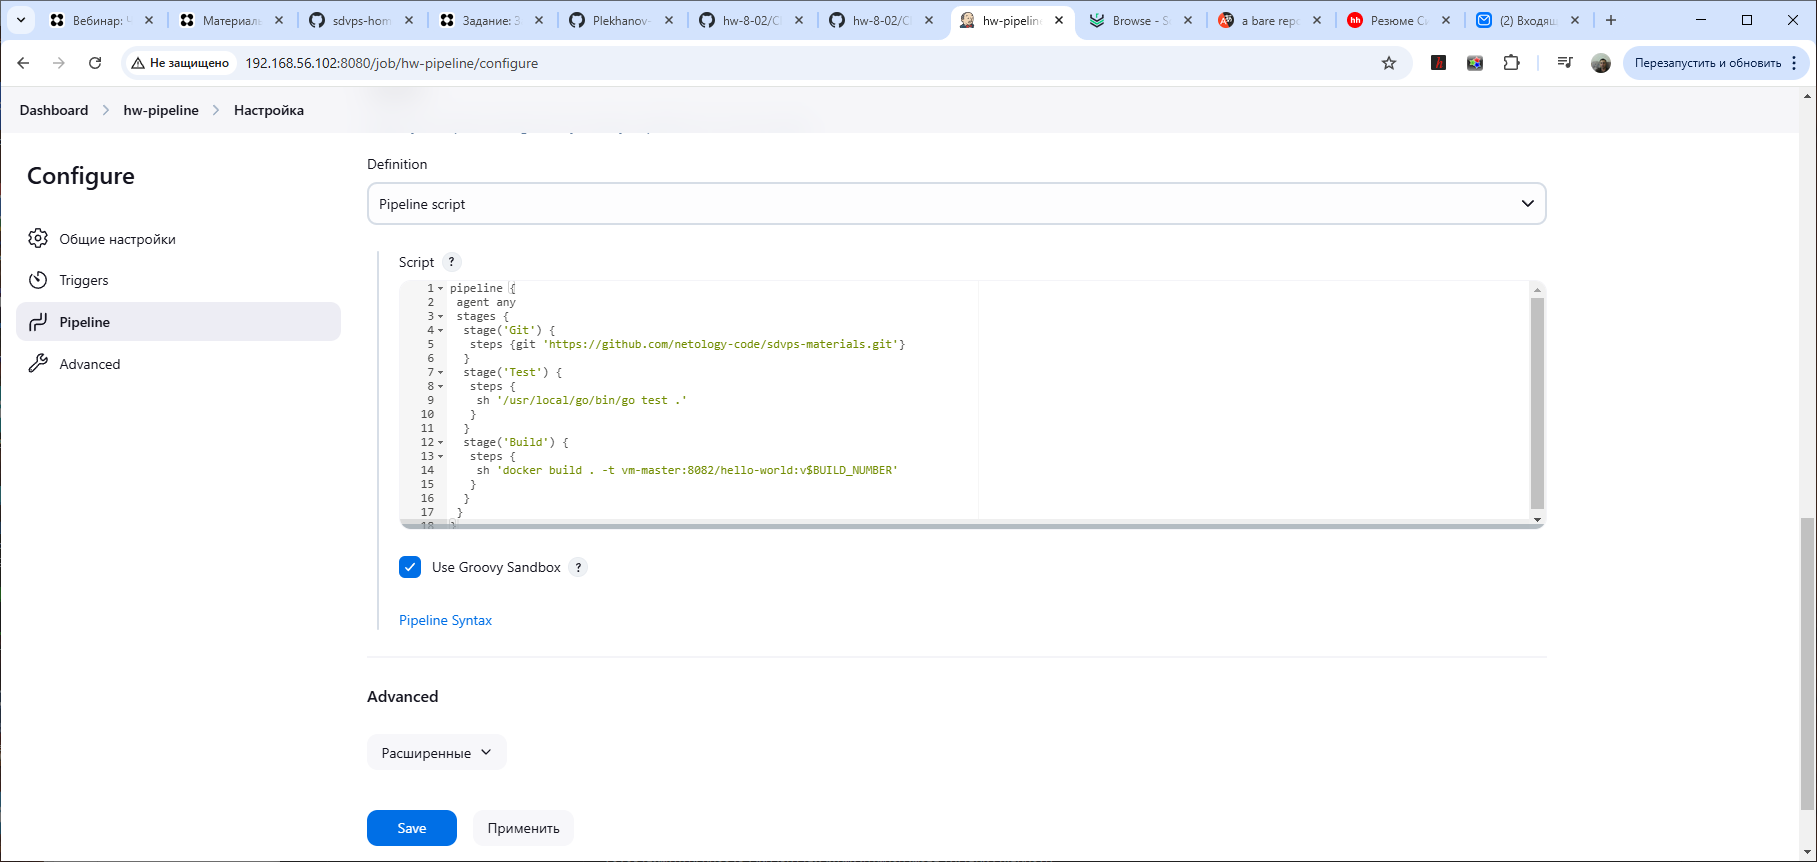 Вебинар: Ч
Материаль
sdvps-hom
Задание: З
Plekhanov-
hw-8-02/Cl
hw-8-02/Cl
hw-pipelin
Browse - S
a bare repo
Резюме Си
(2) Входящ
Не защищено
192.168.56.102:8080/job/hw-pipeline/configure
Перезапустить и обновить
Dashboard
hw-pipeline
Настройка
Configure
Общие настройки
Triggers
Pipeline
Advanced
Definition
Pipeline script
Script ?
1 pipeline {
2 agent any
3 stages {
4 stage('Git') {
5 steps {git 'https://github.com/netology-code/sdvps-materials.git'}
6 }
7 stage('Test') {
8 steps {
9 sh '/usr/local/go/bin/go test .'
10 }
11 }
12 stage('Build') {
13 steps {
14 sh 'docker build . -t vm-master:8082/hello-world:v$BUILD_NUMBER'
15 }
16 }
17 }
18 }
Use Groovy Sandbox ?
Pipeline Syntax
Advanced
Расширенные
Save
Применить